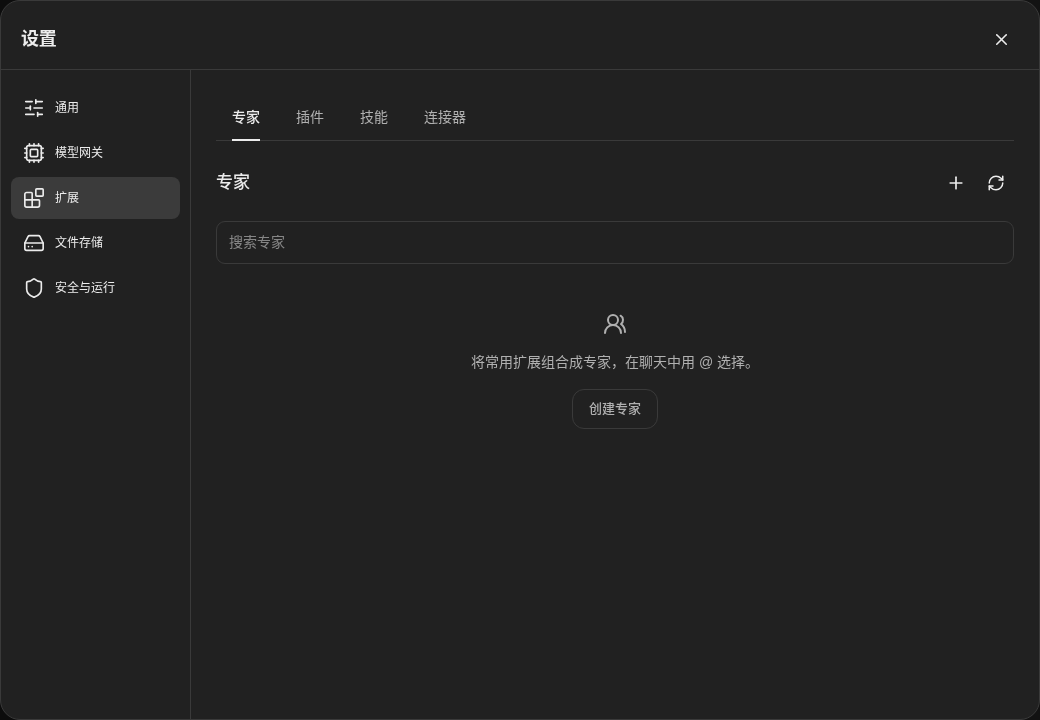 设置
通用
模型网关
扩展
文件存储
安全与运行
专家 插件 技能 连接器
专家
搜索专家
将常用扩展组合成专家，在聊天中用 @ 选择。
创建专家